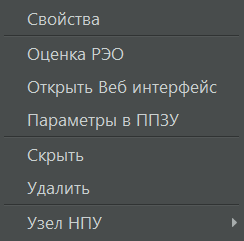 Свойства
Оценка РЭО
Открыть Веб интерфейс
Параметры в ППЗУ
Скрыть
Удалить
Узел НПУ